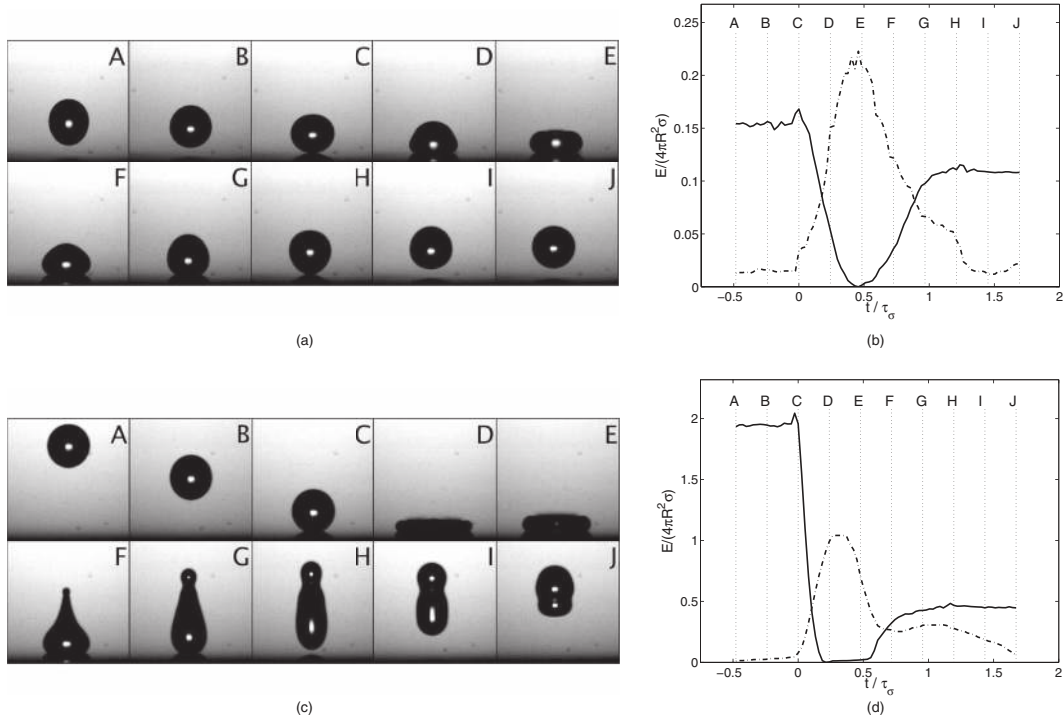 A B C D E
F G H I J
(a)
A B C D E F G H I J
0.25
0.2
0.15
0.1
0.05
0
−0.5 0 0.5 1 1.5 2
E/(4πR²σ)
t / τσ
(b)
A B C D E
F G H I J
(c)
A B C D E F G H I J
2
1.5
1
0.5
0
−0.5 0 0.5 1 1.5 2
E/(4πR²σ)
t / τσ
(d)